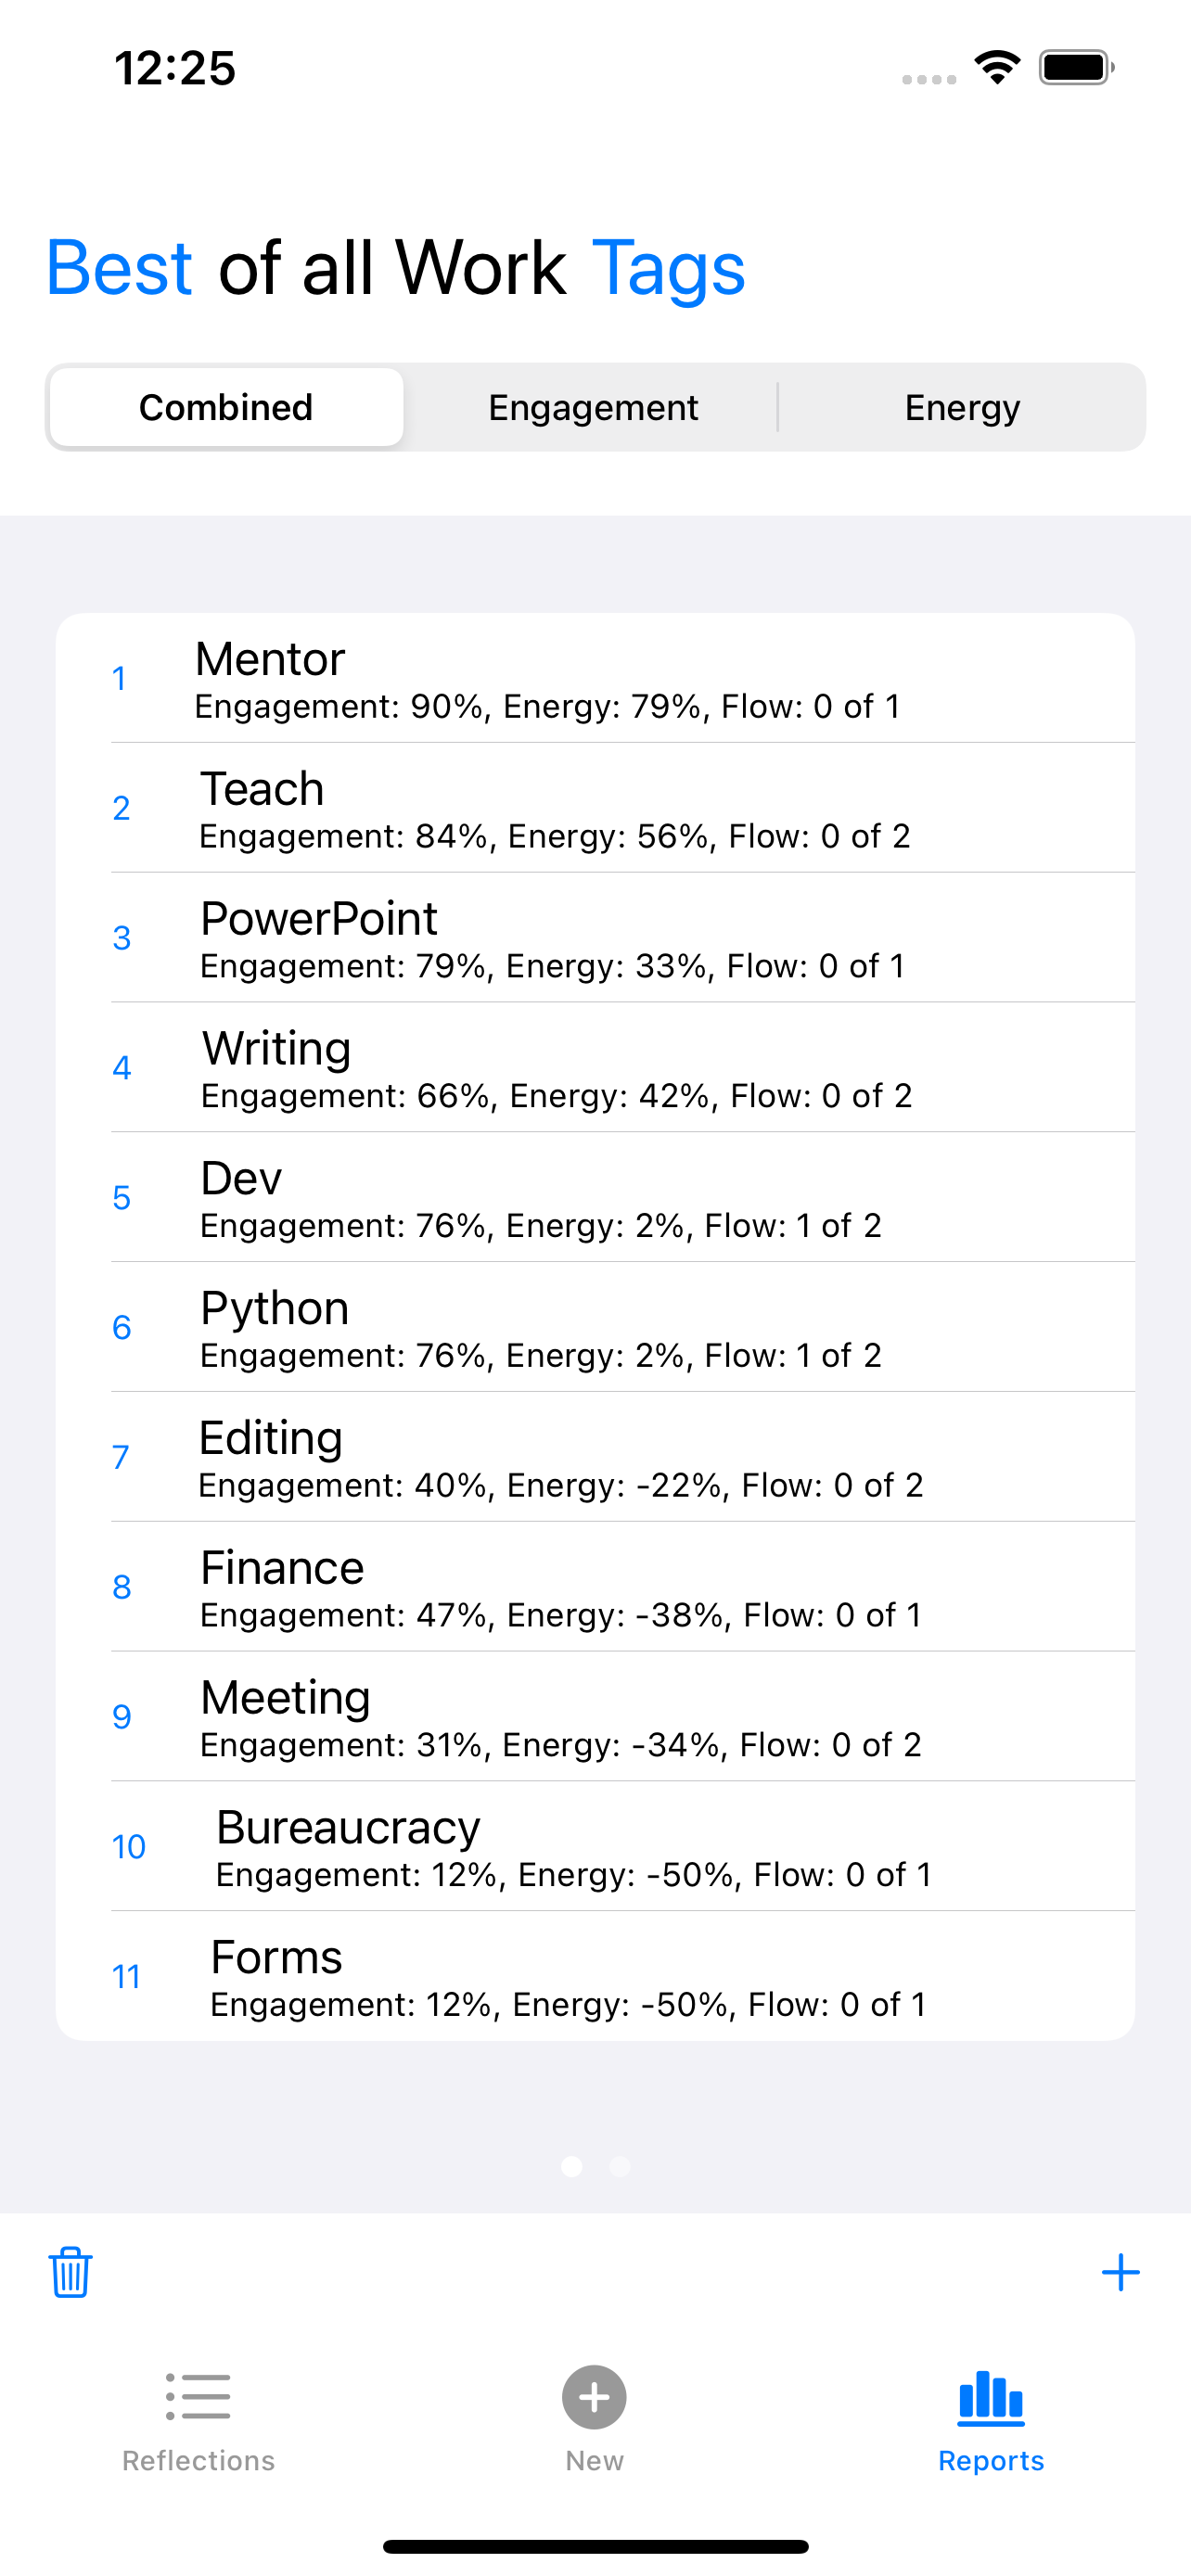 12:25
Best of all Work Tags
Combined Engagement Energy
1 Mentor
Engagement: 90%, Energy: 79%, Flow: 0 of 1
2 Teach
Engagement: 84%, Energy: 56%, Flow: 0 of 2
3 PowerPoint
Engagement: 79%, Energy: 33%, Flow: 0 of 1
4 Writing
Engagement: 66%, Energy: 42%, Flow: 0 of 2
5 Dev
Engagement: 76%, Energy: 2%, Flow: 1 of 2
6 Python
Engagement: 76%, Energy: 2%, Flow: 1 of 2
7 Editing
Engagement: 40%, Energy: -22%, Flow: 0 of 2
8 Finance
Engagement: 47%, Energy: -38%, Flow: 0 of 1
9 Meeting
Engagement: 31%, Energy: -34%, Flow: 0 of 2
10 Bureaucracy
Engagement: 12%, Energy: -50%, Flow: 0 of 1
11 Forms
Engagement: 12%, Energy: -50%, Flow: 0 of 1
Reflections New Reports